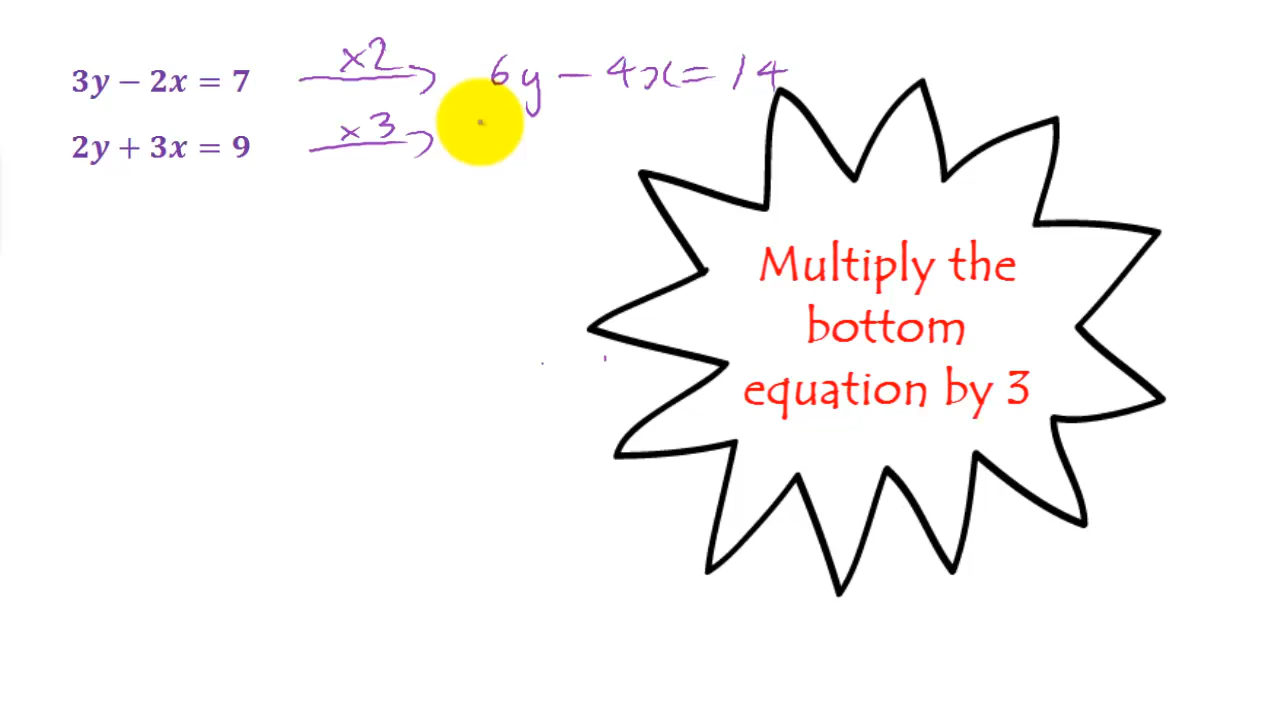 3y − 2x = 7 ×2 6y − 4x = 14
2y + 3x = 9 ×3
Multiply the
bottom
equation by 3